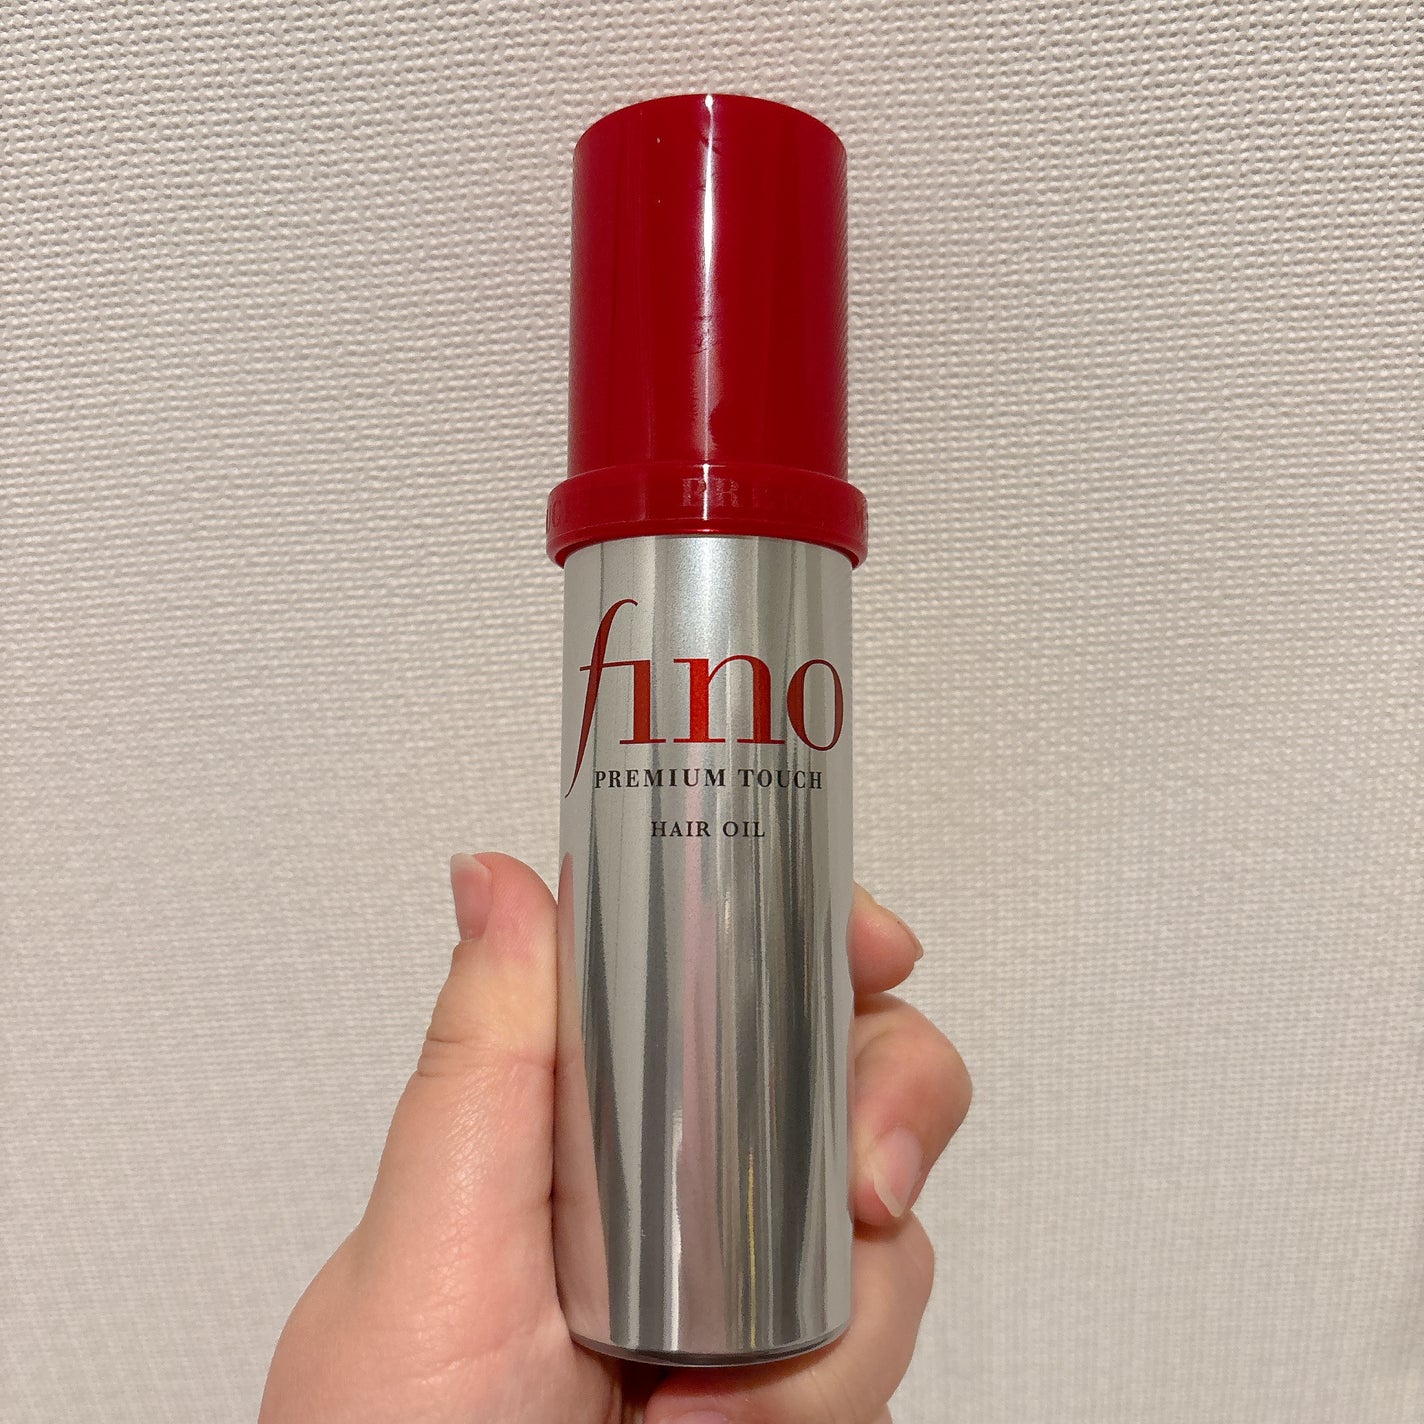 fino
PREMIUM TOUCH
HAIR OIL